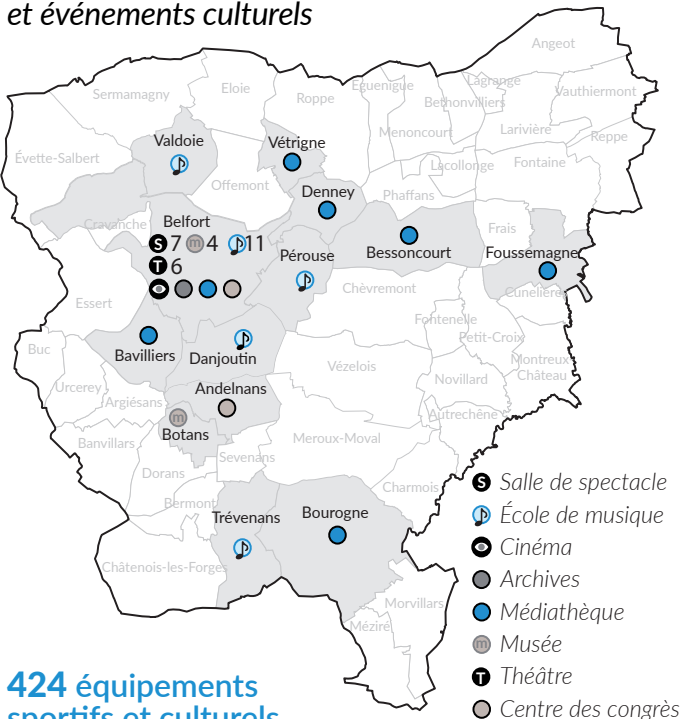 et événements culturels
Angeot
Sermamagny
Eloie
Roppe
Eguenigue
Lagrange
Bethonvilliers
Vauthiermont
Menoncourt
Larivière
Reppe
Valdoie
Vétrigne
Évette-Salbert
Offemont
Lacollonge
Fontaine
Denney
Phaffans
Cravanche
Belfort
S 7 m 4 11
T 6
Pérouse
Bessoncourt
Frais
Foussemagne
Essert
Chèvremont
Cunelières
Fontenelle
Petit-Croix
Buc
Bavilliers
Danjoutin
Vézelois
Montreux-
Château
Urcerey
Argiésans
Andelnans
Novillard
m
Botans
Autrechêne
Banvillars
Meroux-Moval
Sevenans
Dorans
Charmois
Bermont
Trévenans
Bourogne
Châtenois-les-Forges
Morvillars
Méziré
S Salle de spectacle
École de musique
Cinéma
Archives
Médiathèque
m Musée
T Théâtre
Centre des congrès
424 équipements
sportifs et culturels